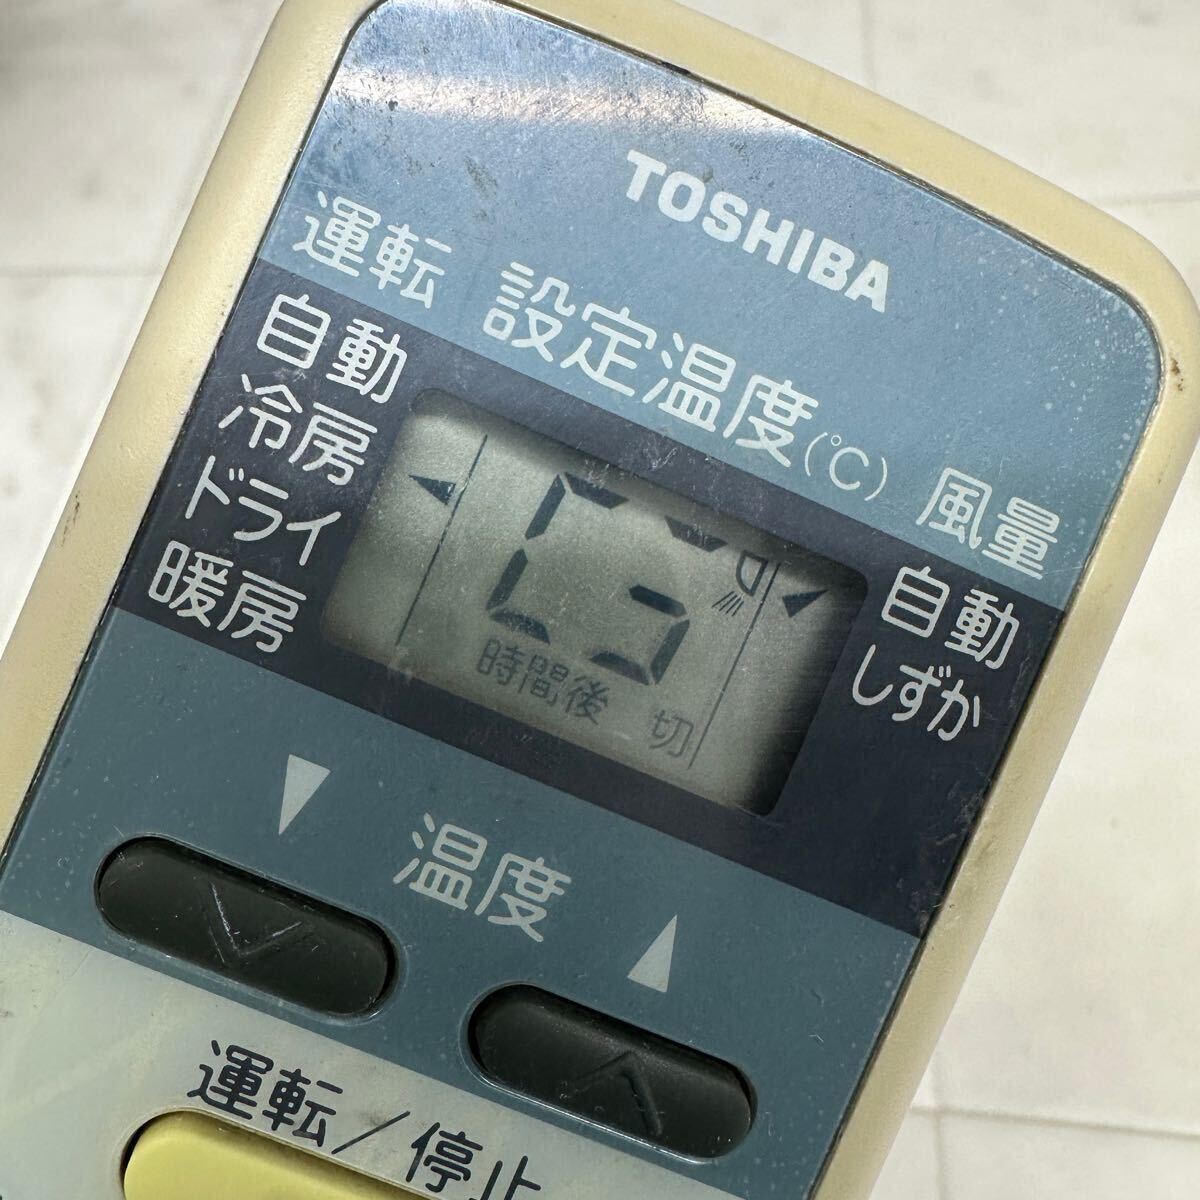 TOSHIBA
運転 設定温度(℃) 風量
自動
冷房
ドライ
暖房
時間後 切
自動
しずか
温度
運転/停止